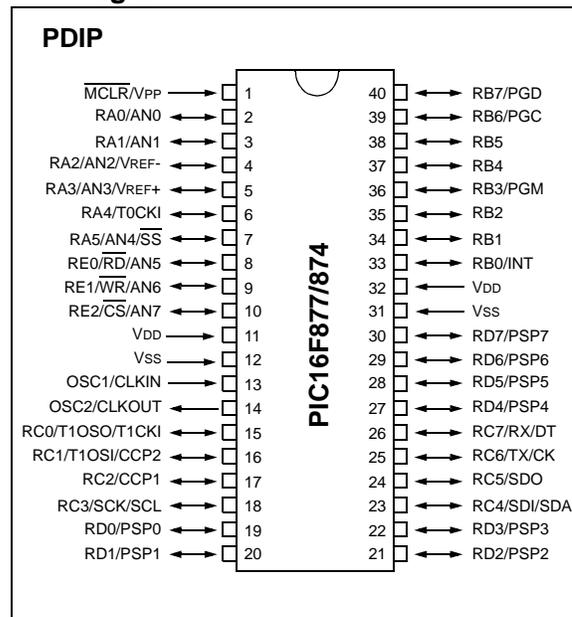 PDIP
MCLR/VPP 1 40 RB7/PGD
RA0/AN0 2 39 RB6/PGC
RA1/AN1 3 38 RB5
RA2/AN2/VREF- 4 37 RB4
RA3/AN3/VREF+ 5 36 RB3/PGM
RA4/T0CKI 6 35 RB2
RA5/AN4/SS 7 34 RB1
RE0/RD/AN5 8 33 RB0/INT
RE1/WR/AN6 9 32 VDD
RE2/CS/AN7 10 31 VSS
VDD 11 30 RD7/PSP7
VSS 12 29 RD6/PSP6
OSC1/CLKIN 13 28 RD5/PSP5
OSC2/CLKOUT 14 27 RD4/PSP4
RC0/T1OSO/T1CKI 15 26 RC7/RX/DT
RC1/T1OSI/CCP2 16 25 RC6/TX/CK
RC2/CCP1 17 24 RC5/SDO
RC3/SCK/SCL 18 23 RC4/SDI/SDA
RD0/PSP0 19 22 RD3/PSP3
RD1/PSP1 20 21 RD2/PSP2
PIC16F877/874